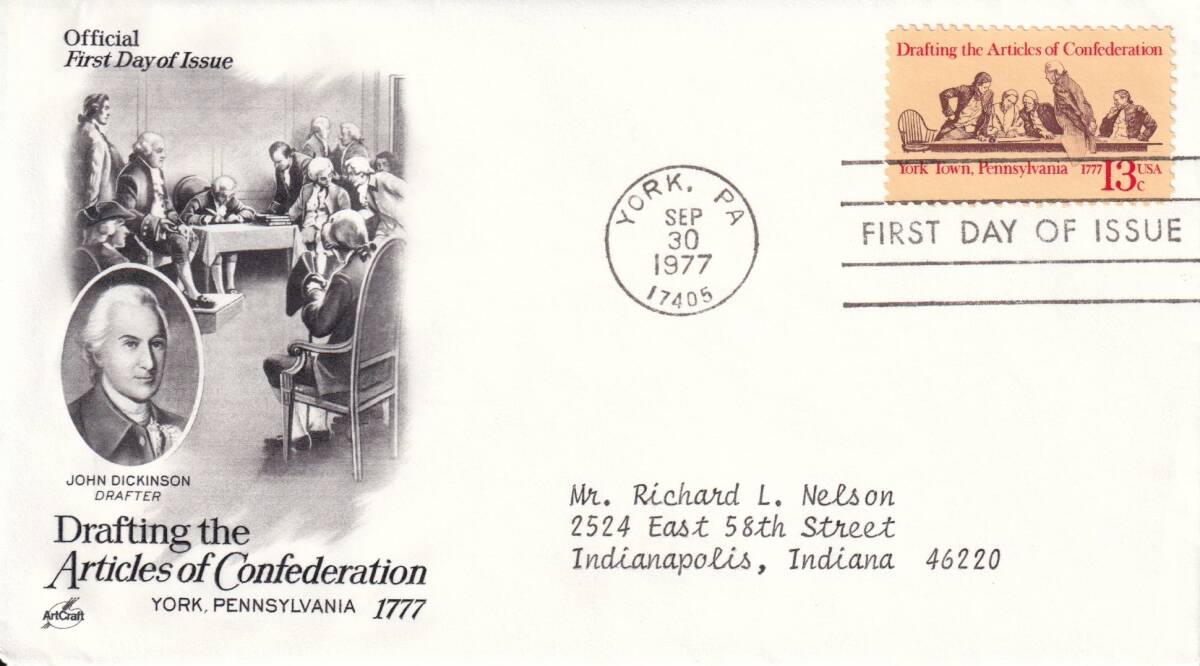 Official
First Day of Issue
JOHN DICKINSON
DRAFTER
Drafting the
Articles of Confederation
YORK, PENNSYLVANIA 1777
ArtCraft
YORK, PA
SEP
30
1977
17405
Drafting the Articles of Confederation
York Town, Pennsylvania 1777 13c USA
FIRST DAY OF ISSUE
Mr. Richard L. Nelson
2524 East 58th Street
Indianapolis, Indiana 46220